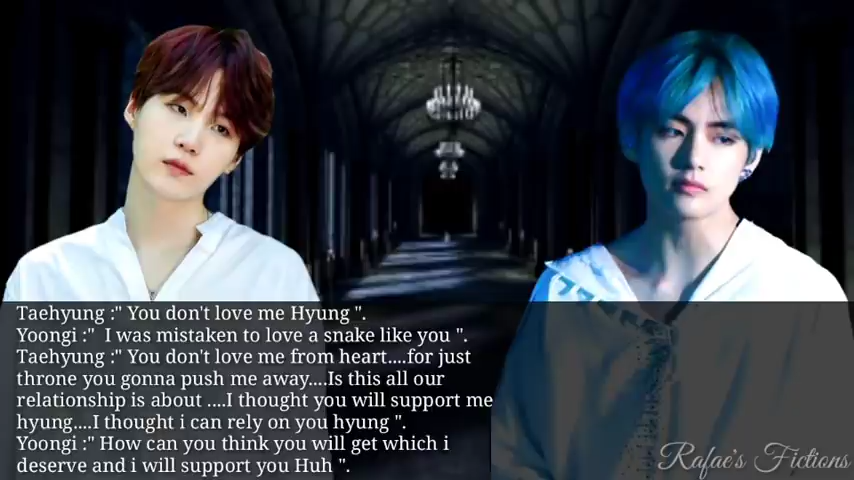 Taehyung :" You don't love me Hyung ".
Yoongi :"  I was mistaken to love a snake like you ".
Taehyung :" You don't love me from heart....for just
throne you gonna push me away....Is this all our
relationship is about ....I thought you will support me
hyung....I thought i can rely on you hyung ".
Yoongi :" How can you think you will get which i
deserve and i will support you Huh ".
Rafae's Fictions